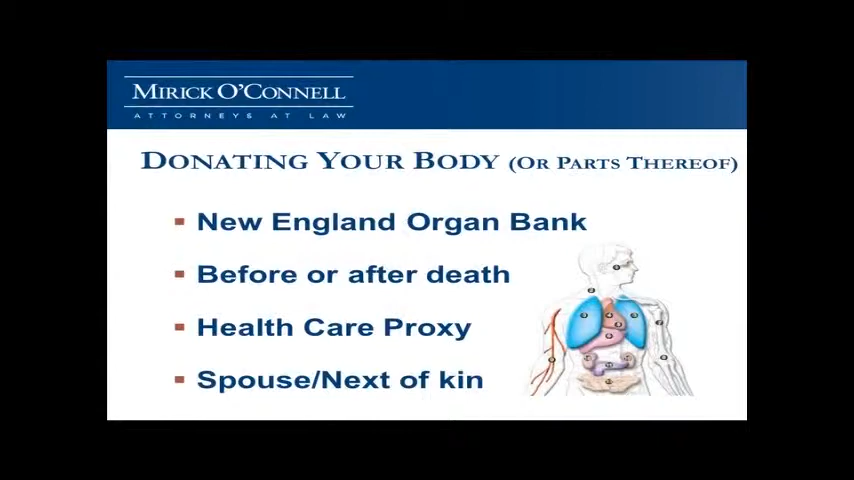 MIRICK O'CONNELL
ATTORNEYS AT LAW
DONATING YOUR BODY (OR PARTS THEREOF)
New England Organ Bank
Before or after death
Health Care Proxy
Spouse/Next of kin